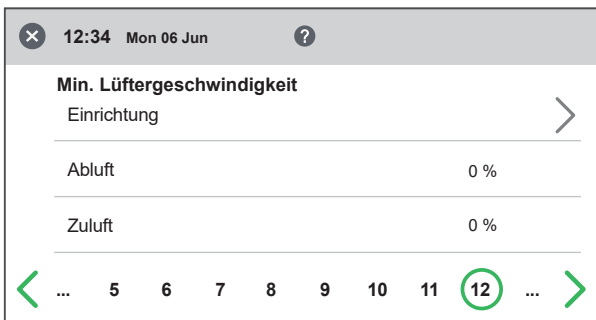 12:34 Mon 06 Jun ?
Min. Lüftergeschwindigkeit
Einrichtung
Abluft 0 %
Zuluft 0 %
... 5 6 7 8 9 10 11 12 ...